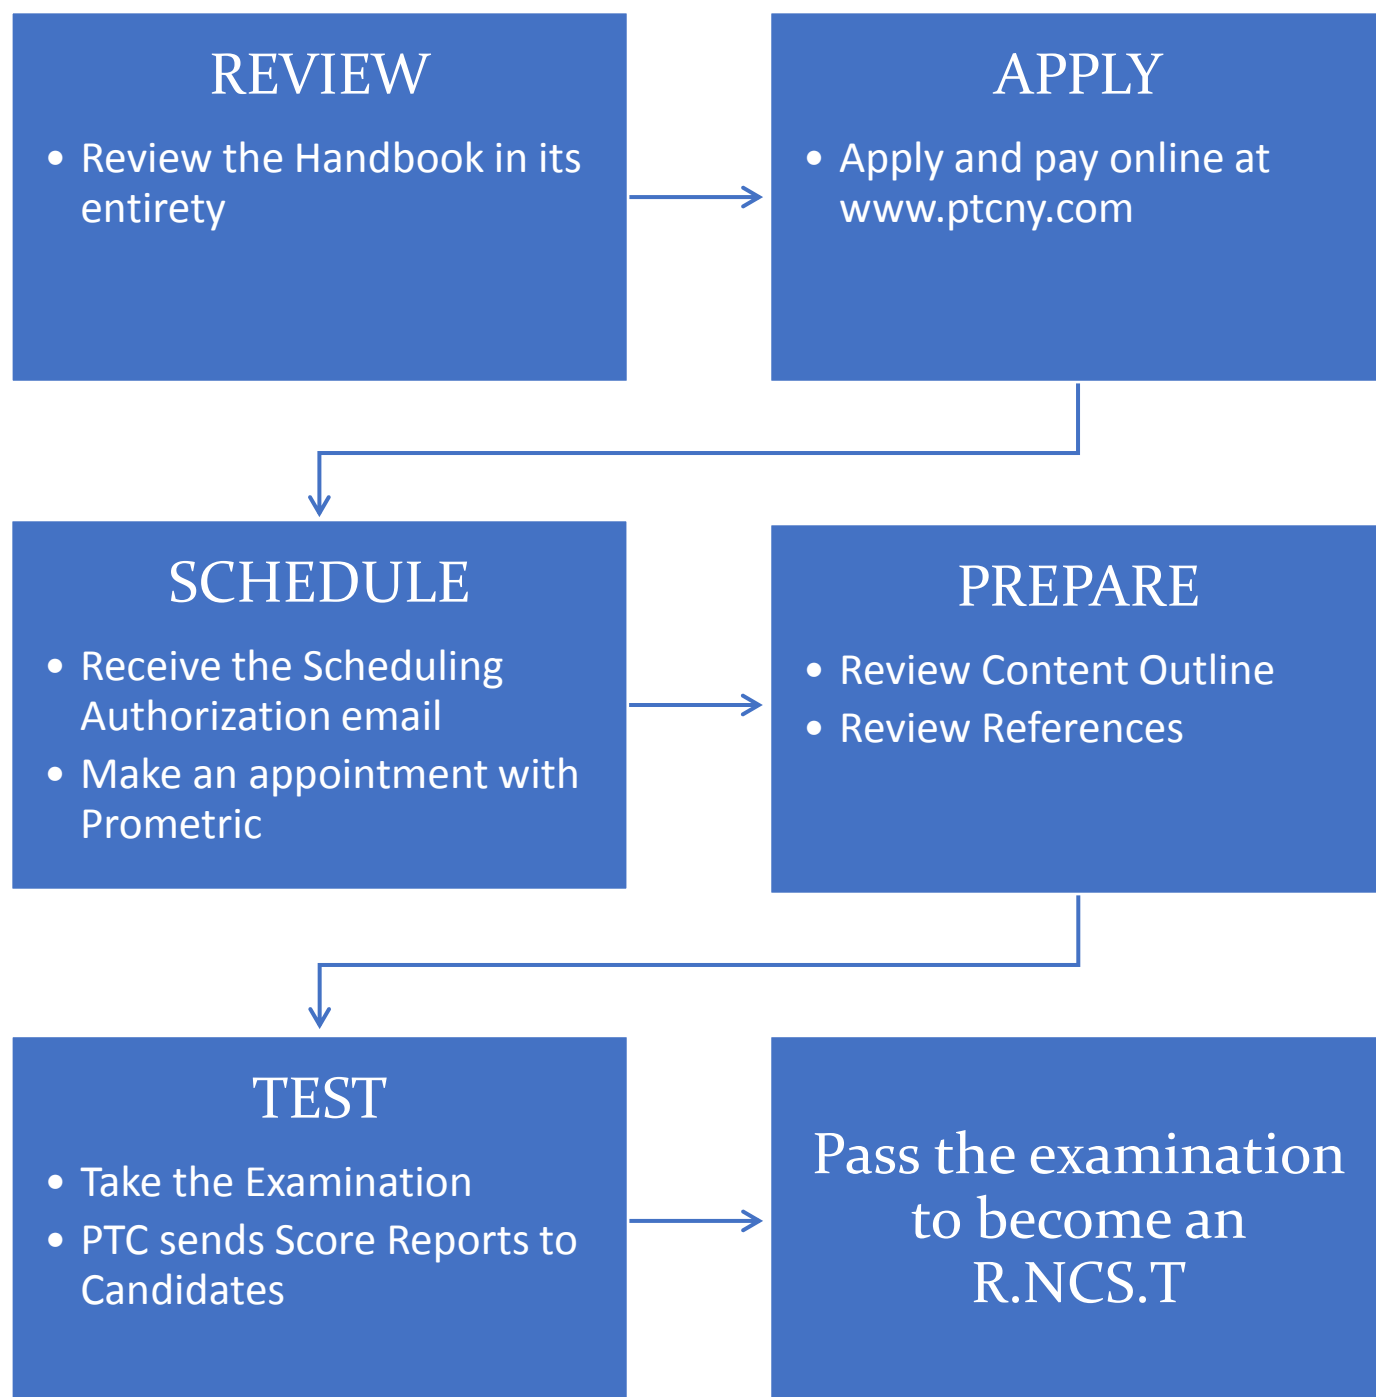 REVIEW
• Review the Handbook in its
entirety
APPLY
• Apply and pay online at
www.ptcny.com
SCHEDULE
• Receive the Scheduling
Authorization email
• Make an appointment with
Prometric
PREPARE
• Review Content Outline
• Review References
TEST
• Take the Examination
• PTC sends Score Reports to
Candidates
Pass the examination
to become an
R.NCS.T